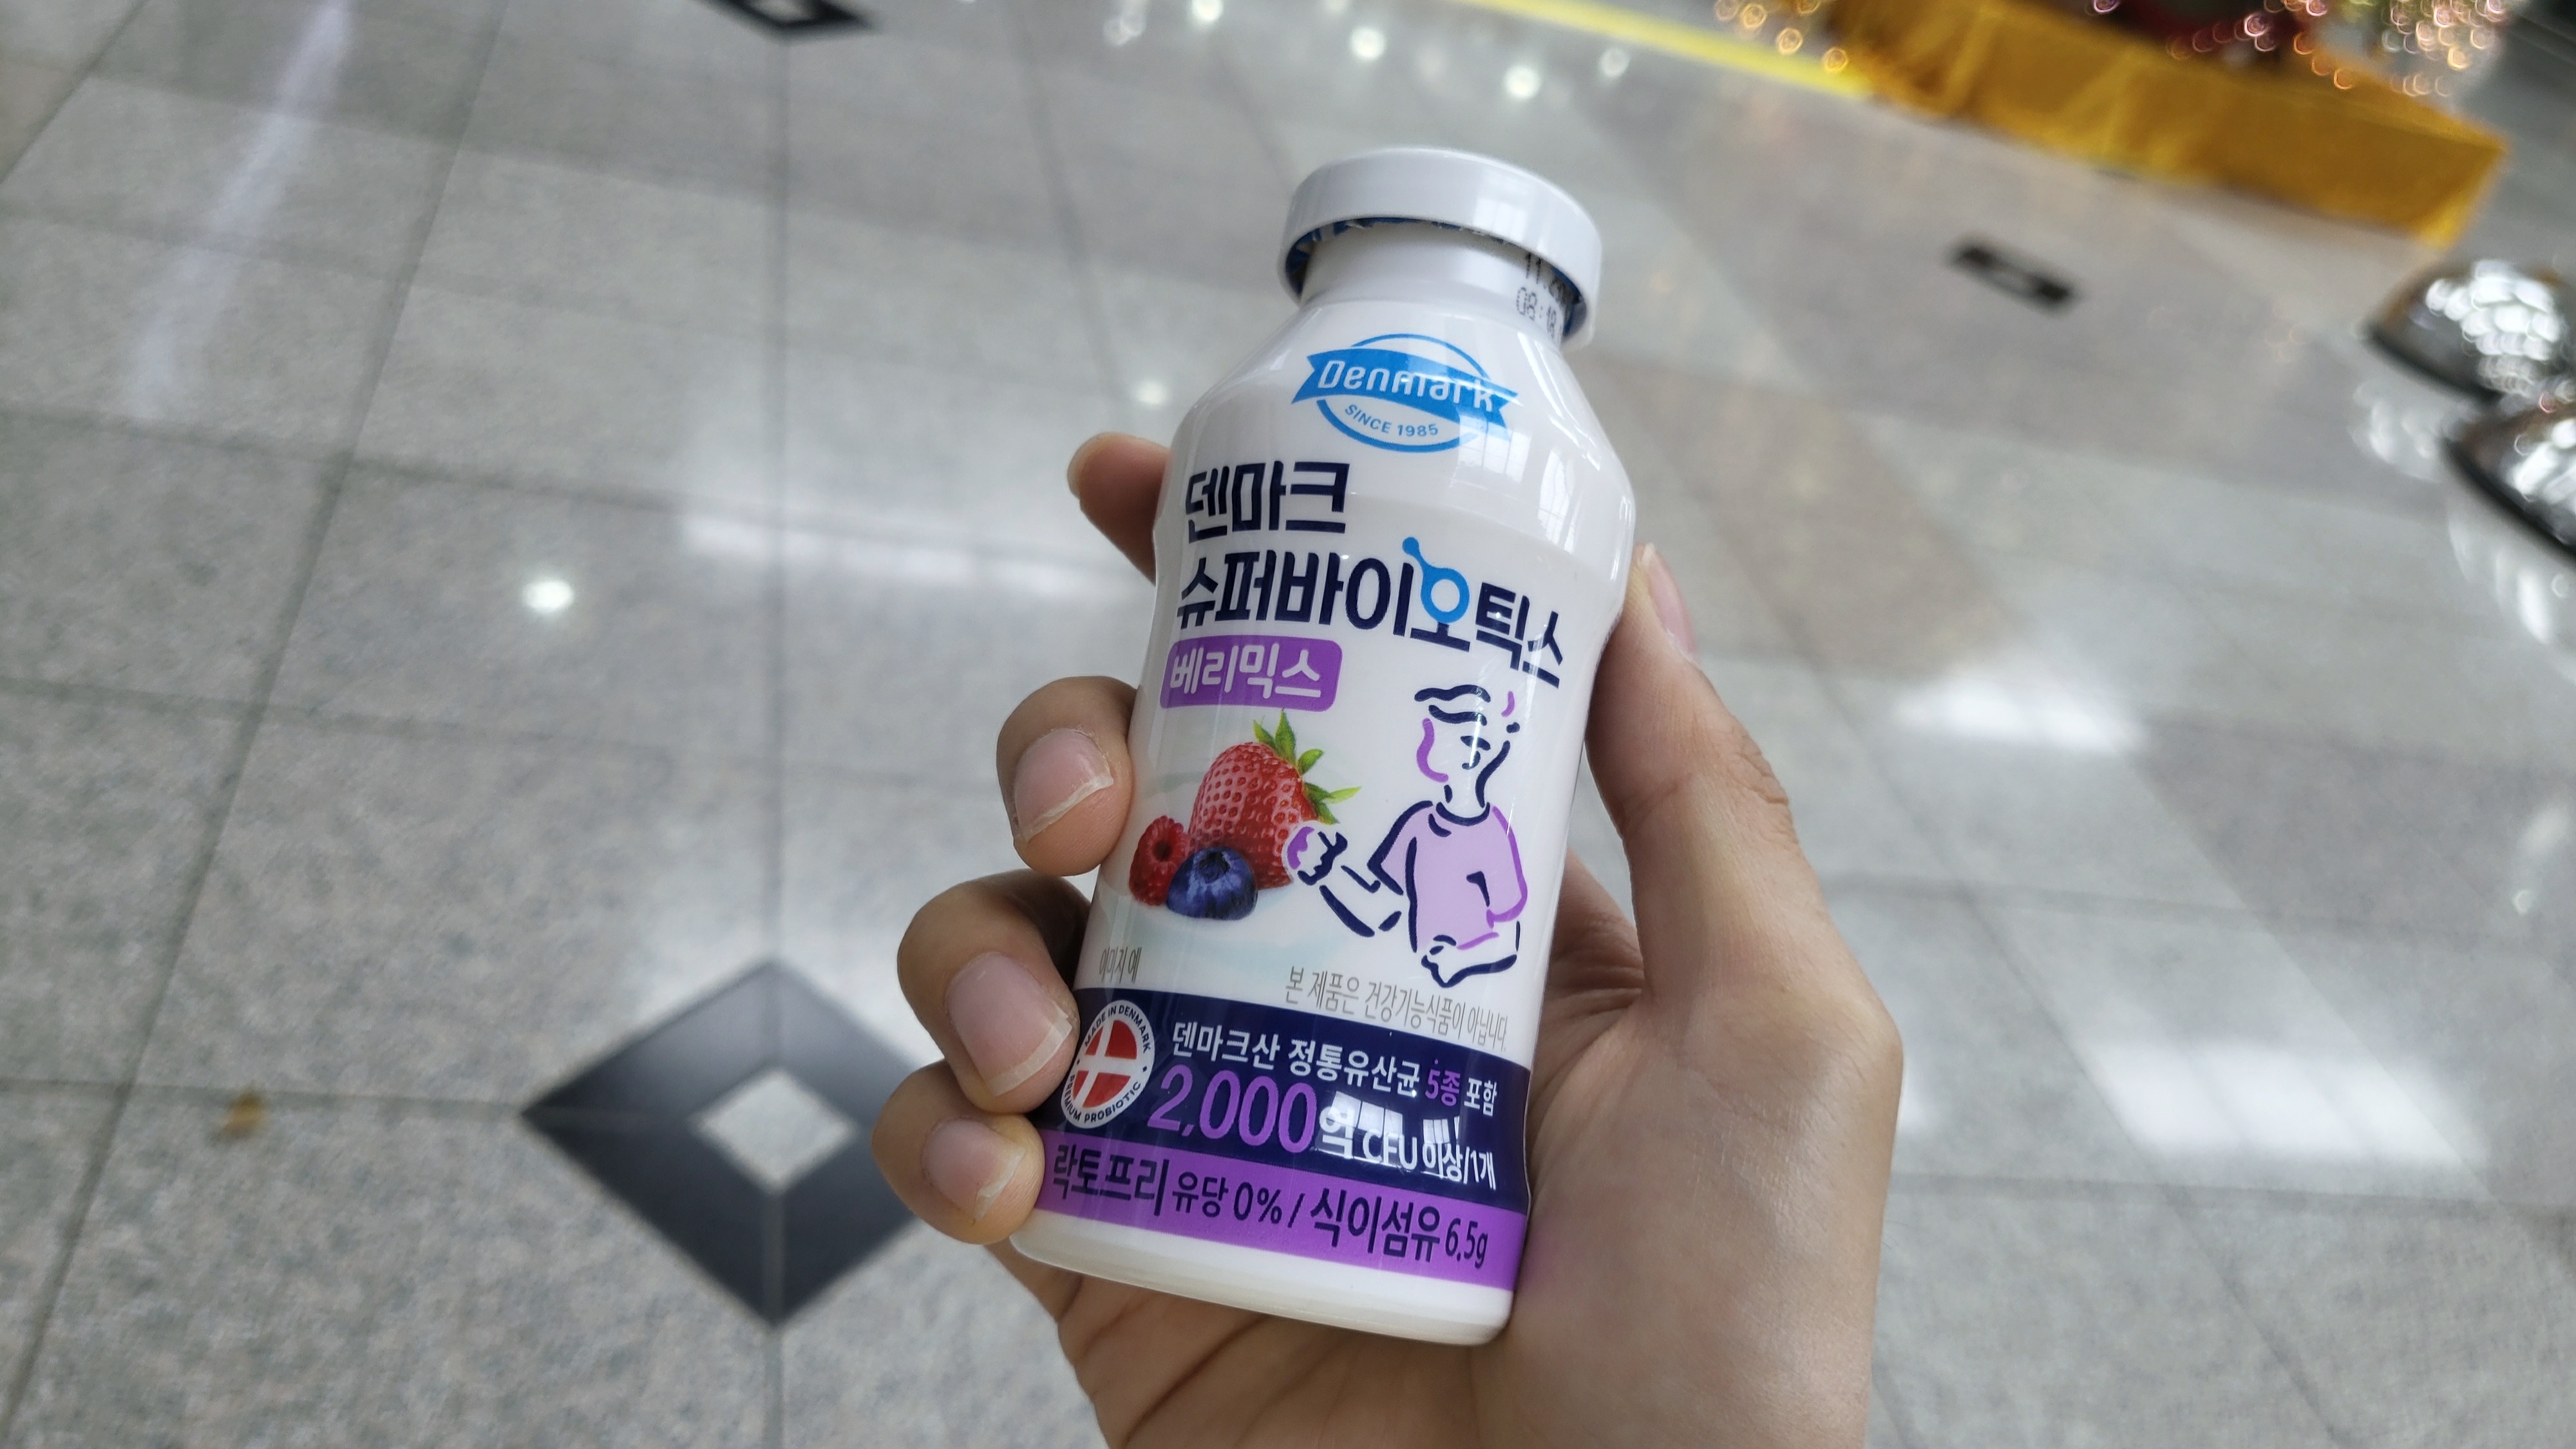 Denmark
SINCE 1985
덴마크
슈퍼바이오틱스
베리믹스
이미지 예
본 제품은 건강기능식품이 아닙니다.
MADE IN DENMARK
PREMIUM PROBIOTIC
덴마크산 정통유산균 5종 포함
2,000억 CFU 이상/1개
락토프리 유당 0% / 식이섬유 6.5g